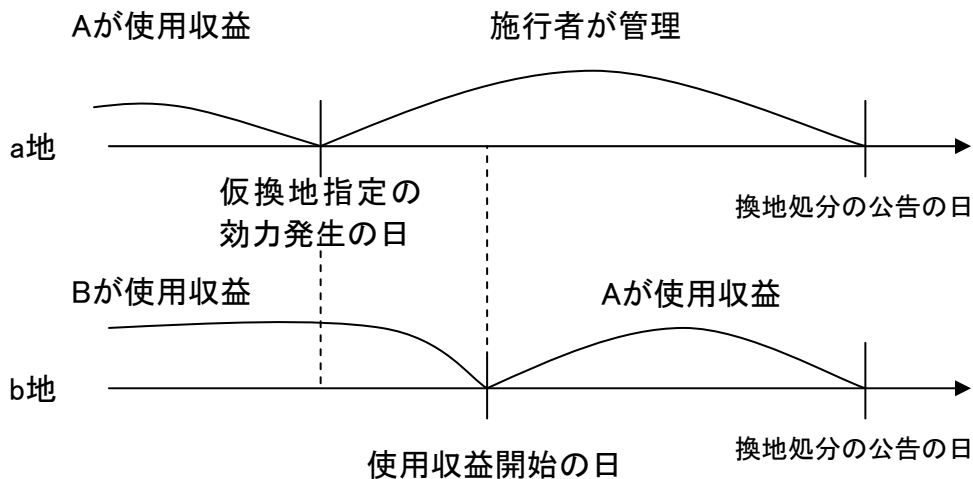 Aが使用収益
施行者が管理
a地
仮換地指定の
効力発生の日
換地処分の公告の日
Bが使用収益
Aが使用収益
b地
使用収益開始の日
換地処分の公告の日